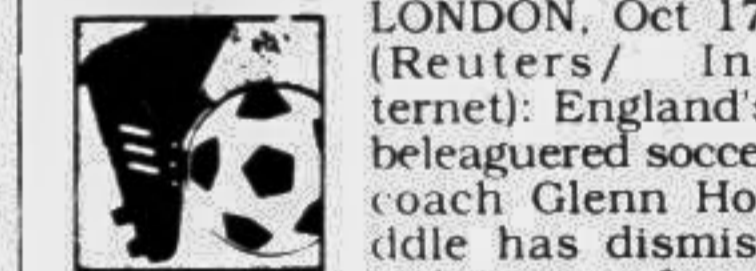 LONDON, Oct 17
(Reuters/ In
ternet): England'
beleaguered socce
coach Glenn Ho
ddle has dismis